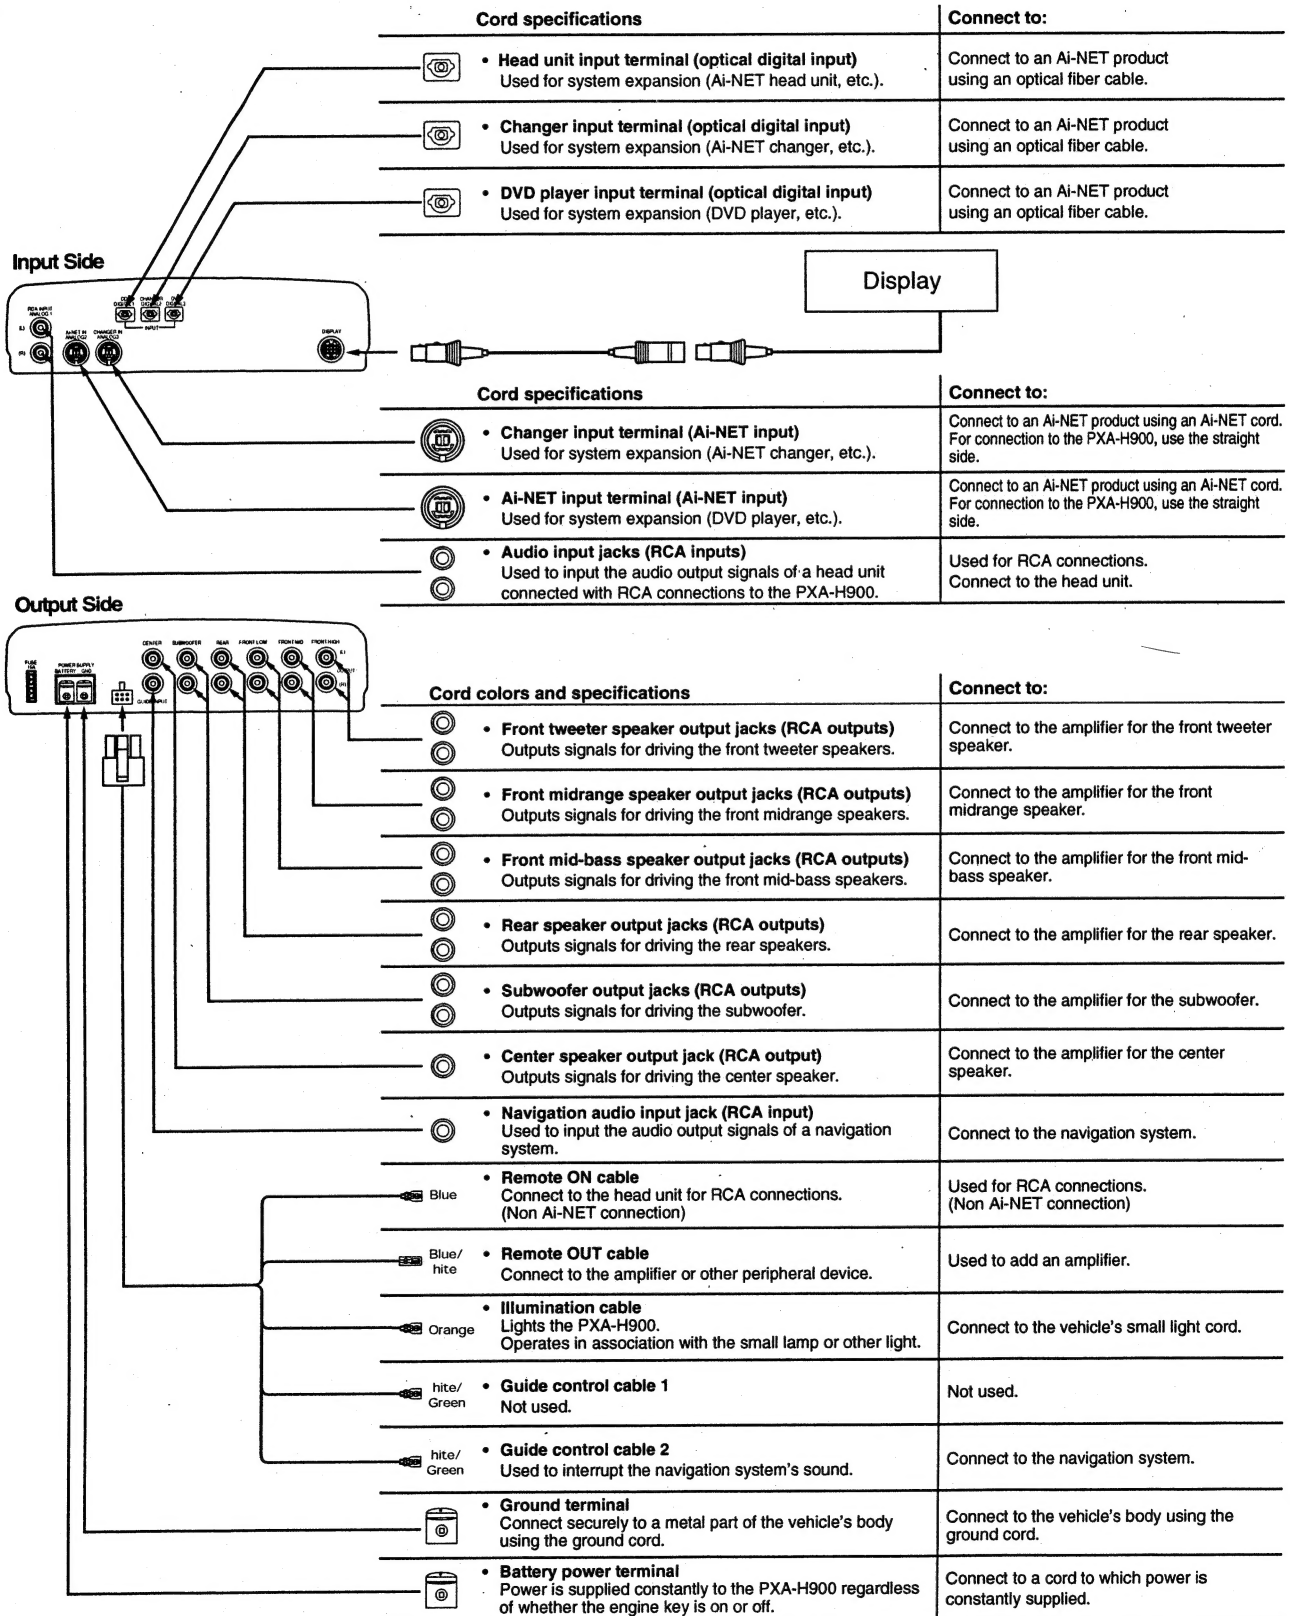 Cord specifications
Connect to:
• Head unit input terminal (optical digital input)
Used for system expansion (Ai-NET head unit, etc.).
Connect to an Ai-NET product
using an optical fiber cable.
• Changer input terminal (optical digital input)
Used for system expansion (Ai-NET changer, etc.).
Connect to an Ai-NET product
using an optical fiber cable.
• DVD player input terminal (optical digital input)
Used for system expansion (DVD player, etc.).
Connect to an Ai-NET product
using an optical fiber cable.
Input Side
Display
RCA INPUT
ANALOG 1
(L)
(R)
Ai-NET IN
ANALOG2
CHANGER IN
ANALOG3
DIGITAL1
CHANGER
DIGITAL2
DIGITAL3
INPUT
DISPLAY
Cord specifications
Connect to:
• Changer input terminal (Ai-NET input)
Used for system expansion (Ai-NET changer, etc.).
Connect to an Ai-NET product using an Ai-NET cord.
For connection to the PXA-H900, use the straight
side.
• Ai-NET input terminal (Ai-NET input)
Used for system expansion (DVD player, etc.).
Connect to an Ai-NET product using an Ai-NET cord.
For connection to the PXA-H900, use the straight
side.
• Audio input jacks (RCA inputs)
Used to input the audio output signals of a head unit
connected with RCA connections to the PXA-H900.
Used for RCA connections.
Connect to the head unit.
Output Side
FUSE
POWER SUPPLY
BATTERY GND
CENTER
SUBWOOFER
REAR
FRONT LOW
FRONT MID
FRONT HIGH
(L)
(R)
Cord colors and specifications
Connect to:
• Front tweeter speaker output jacks (RCA outputs)
Outputs signals for driving the front tweeter speakers.
Connect to the amplifier for the front tweeter
speaker.
• Front midrange speaker output jacks (RCA outputs)
Outputs signals for driving the front midrange speakers.
Connect to the amplifier for the front
midrange speaker.
• Front mid-bass speaker output jacks (RCA outputs)
Outputs signals for driving the front mid-bass speakers.
Connect to the amplifier for the front mid-
bass speaker.
• Rear speaker output jacks (RCA outputs)
Outputs signals for driving the rear speakers.
Connect to the amplifier for the rear speaker.
• Subwoofer output jacks (RCA outputs)
Outputs signals for driving the subwoofer.
Connect to the amplifier for the subwoofer.
• Center speaker output jack (RCA output)
Outputs signals for driving the center speaker.
Connect to the amplifier for the center
speaker.
• Navigation audio input jack (RCA input)
Used to input the audio output signals of a navigation
system.
Connect to the navigation system.
Blue
• Remote ON cable
Connect to the head unit for RCA connections.
(Non Ai-NET connection)
Used for RCA connections.
(Non Ai-NET connection)
Blue/
hite
• Remote OUT cable
Connect to the amplifier or other peripheral device.
Used to add an amplifier.
Orange
• Illumination cable
Lights the PXA-H900.
Operates in association with the small lamp or other light.
Connect to the vehicle's small light cord.
hite/
Green
• Guide control cable 1
Not used.
Not used.
hite/
Green
• Guide control cable 2
Used to interrupt the navigation system's sound.
Connect to the navigation system.
• Ground terminal
Connect securely to a metal part of the vehicle's body
using the ground cord.
Connect to the vehicle's body using the
ground cord.
• Battery power terminal
Power is supplied constantly to the PXA-H900 regardless
of whether the engine key is on or off.
Connect to a cord to which power is
constantly supplied.